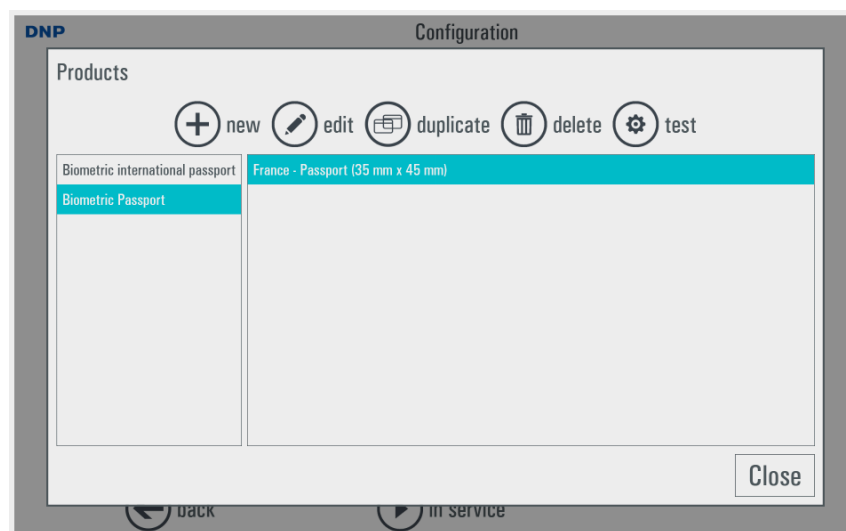 DNP Configuration
Products
new edit duplicate delete test
Biometric international passport France - Passport (35 mm x 45 mm)
Biometric Passport
Close
back in service